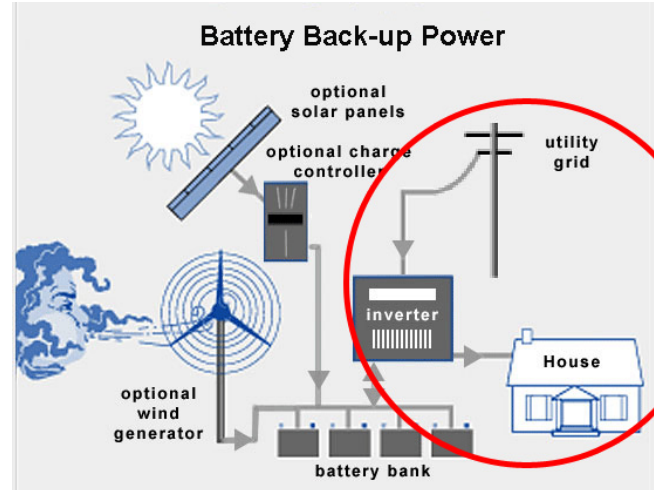 Battery Back-up Power
optional
solar panels
optional charge
controller
utility
grid
inverter
House
optional
wind
generator
battery bank